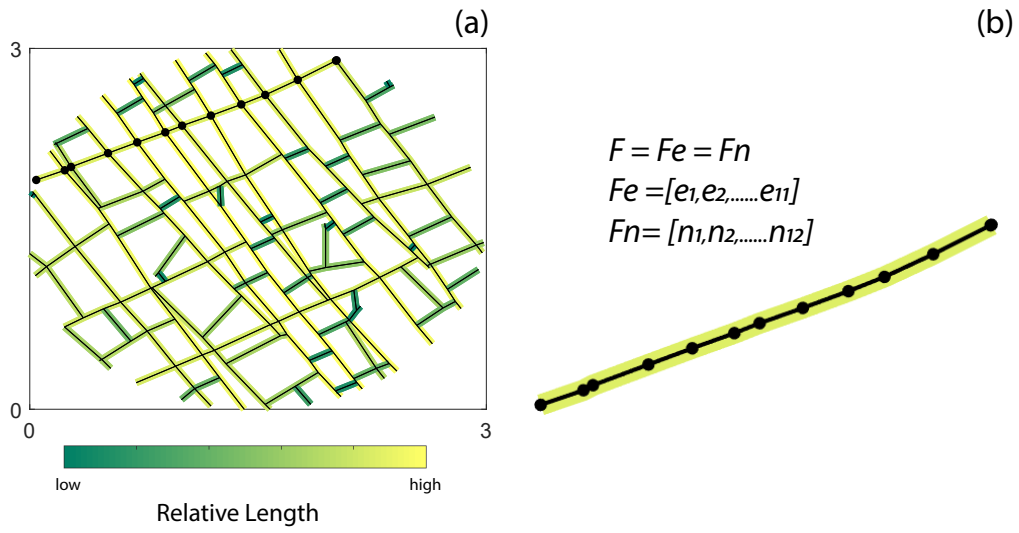 (a)
3
0
0
3
low
high
Relative Length
(b)
F = Fe = Fn
Fe =[e₁,e₂,......e₁₁]
Fn= [n₁,n₂,......n₁₂]